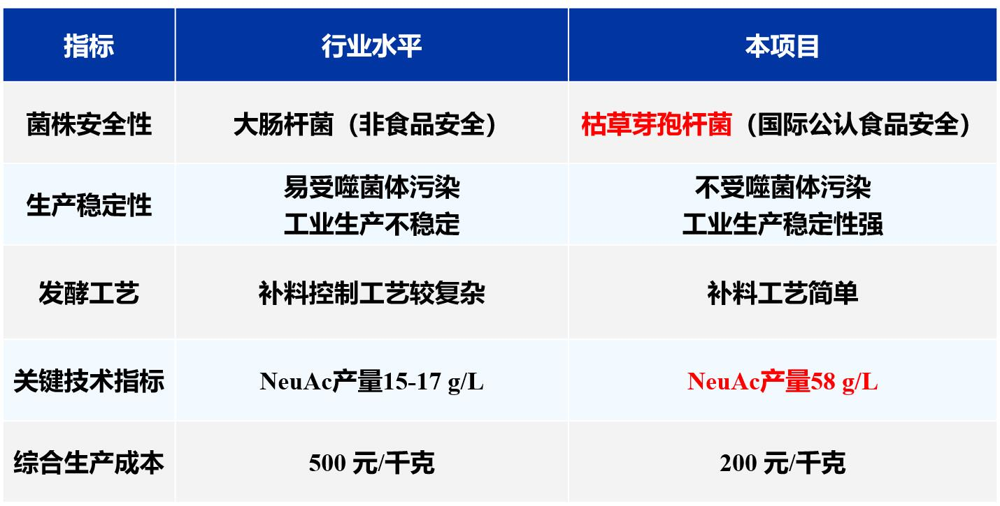 指标 行业水平 本项目
菌株安全性 大肠杆菌（非食品安全） 枯草芽孢杆菌（国际公认食品安全）
生产稳定性
易受噬菌体污染
工业生产不稳定
不受噬菌体污染
工业生产稳定性强
发酵工艺 补料控制工艺较复杂 补料工艺简单
关键技术指标 NeuAc产量15-17 g/L NeuAc产量58 g/L
综合生产成本 500 元/千克 200 元/千克